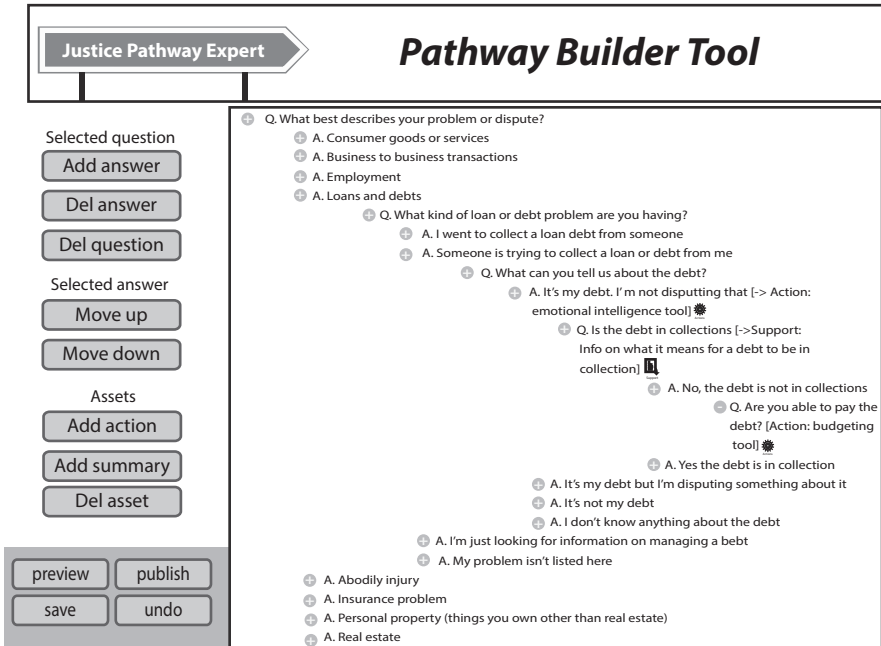 Justice Pathway Expert
Pathway Builder Tool
Selected question
Add answer
Del answer
Del question
Selected answer
Move up
Move down
Assets
Add action
Add summary
Del asset
preview
publish
save
undo
Q. What best describes your problem or dispute?
A. Consumer goods or services
A. Business to business transactions
A. Employment
A. Loans and debts
Q. What kind of loan or debt problem are you having?
A. I went to collect a loan debt from someone
A. Someone is trying to collect a loan or debt from me
Q. What can you tell us about the debt?
A. It's my debt. I'm not disputting that [-> Action:
emotional intelligence tool]
Q. Is the debt in collections [->Support:
Info on what it means for a debt to be in
collection]
A. No, the debt is not in collections
Q. Are you able to pay the
debt? [Action: budgeting
tool]
A. Yes the debt is in collection
A. It's my debt but I'm disputing something about it
A. It's not my debt
A. I don't know anything about the debt
A. I'm just looking for information on managing a bebt
A. My problem isn't listed here
A. Abodily injury
A. Insurance problem
A. Personal property (things you own other than real estate)
A. Real estate